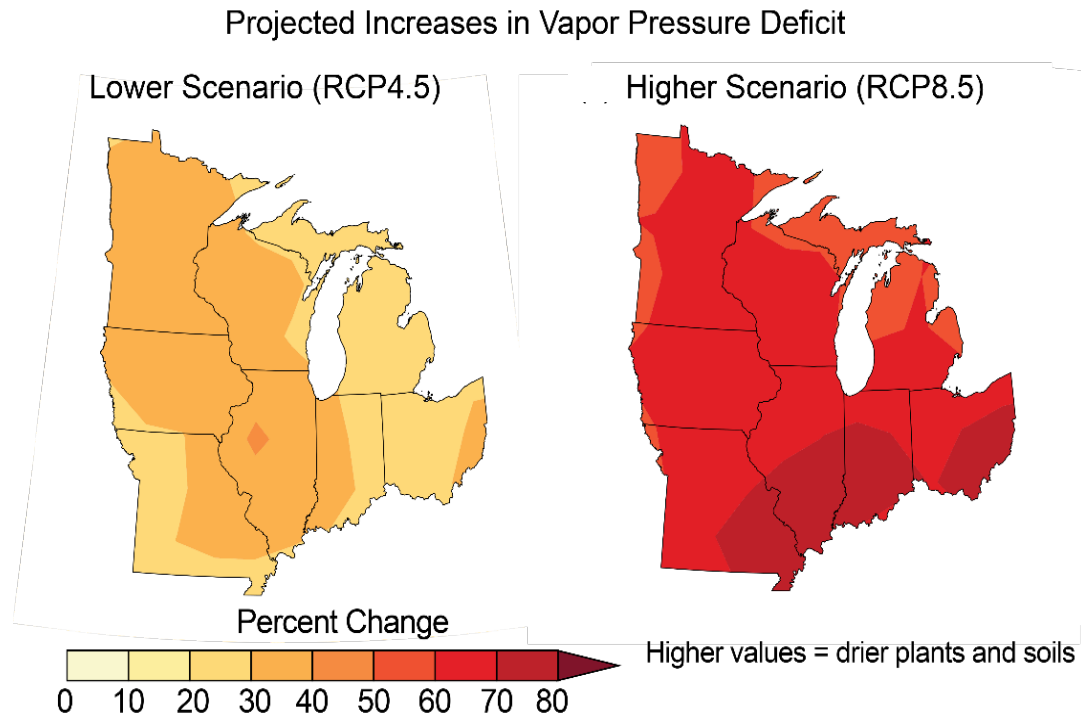 Projected Increases in Vapor Pressure Deficit
Lower Scenario (RCP4.5)
Higher Scenario (RCP8.5)
Percent Change
0 10 20 30 40 50 60 70 80
Higher values = drier plants and soils